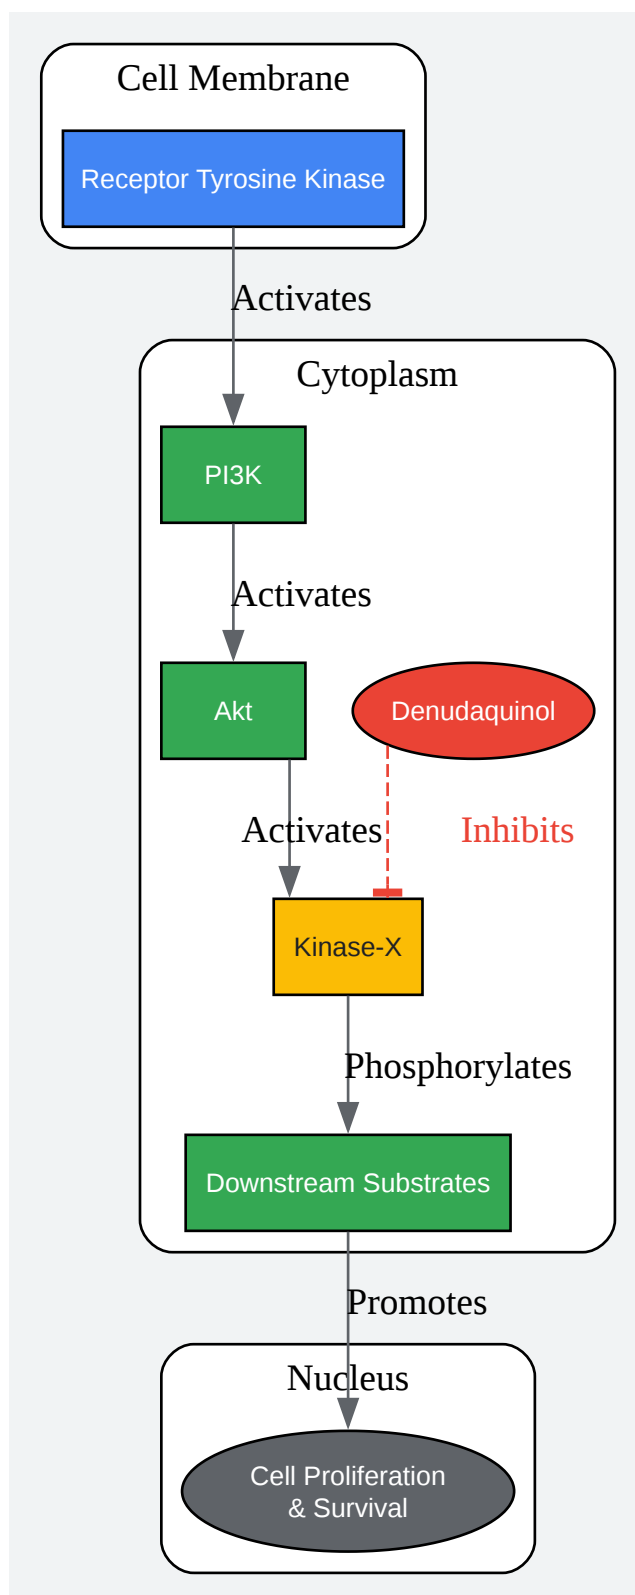 Cell Membrane
Receptor Tyrosine Kinase
Activates
Cytoplasm
PI3K
Activates
Akt
Denudaquinol
Activates
Inhibits
Kinase-X
Phosphorylates
Downstream Substrates
Promotes
Nucleus
Cell Proliferation
& Survival